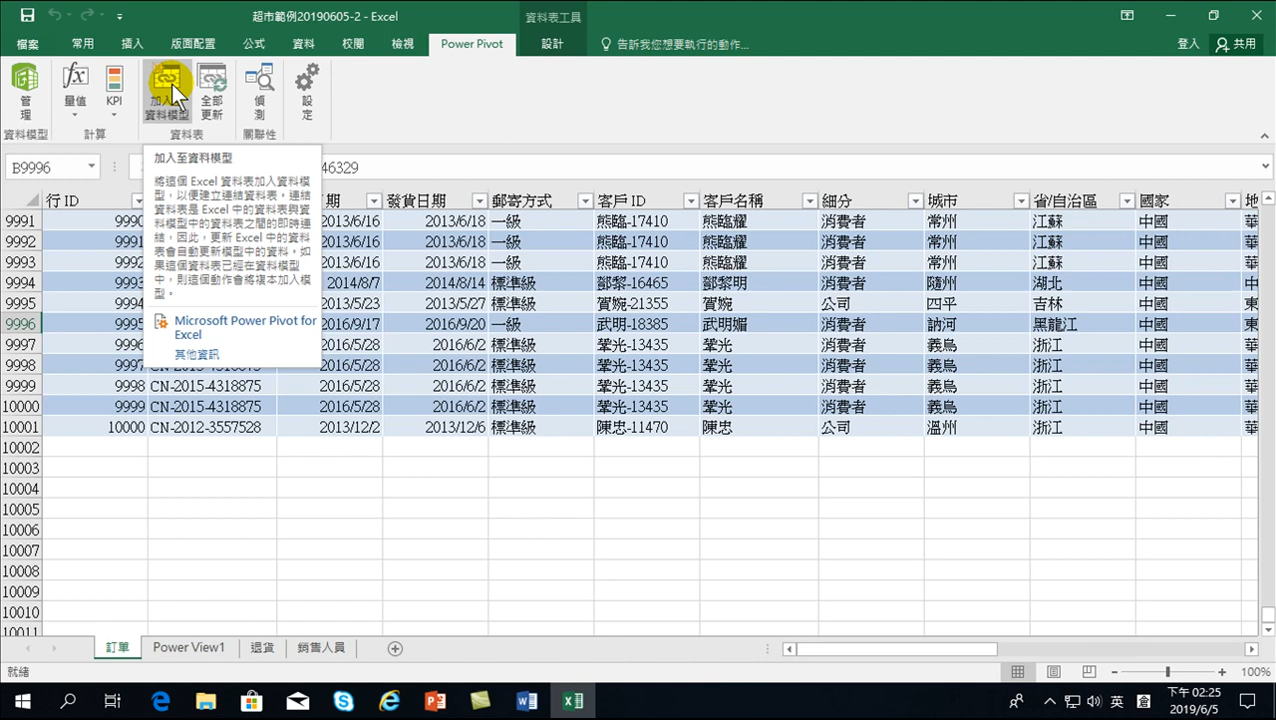 超市範例20190605-2 - Excel
資料表工具
檔案 常用 插入 版面配置 公式 資料 校閱 檢視 Power Pivot 設計 告訴我您想要執行的動作... 登入 共用
管理 量值 KPI 加入 資料模型 全部更新 偵測 設定
資料模型 計算 資料表 關聯性
B9996 46329
加入至資料模型
將這個 Excel 資料表加入資料模
型，以便建立連結資料表。連結
資料表是 Excel 中的資料表與資
料模型中的資料表之間的即時連
結，因此，更新 Excel 中的資料
表會自動更新模型中的資料。如
果這個資料表已經在資料模型
中，則這個動作會將複本加入模
型。
Microsoft Power Pivot for
Excel
其他資訊
行 ID 期 發貨日期 郵寄方式 客戶 ID 客戶名稱 細分 城市 省/自治區 國家 地
9991 9990 2013/6/16 2013/6/18 一級 熊臨-17410 熊臨耀 消費者 常州 江蘇 中國 華
9992 9991 2013/6/16 2013/6/18 一級 熊臨-17410 熊臨耀 消費者 常州 江蘇 中國 華
9993 9992 2013/6/16 2013/6/18 一級 熊臨-17410 熊臨耀 消費者 常州 江蘇 中國 華
9994 9993 2014/8/7 2014/8/14 標準級 鄒黎-16465 鄒黎明 消費者 隨州 湖北 中國 華
9995 9994 2013/5/23 2013/5/27 標準級 賀婉-21355 賀婉 公司 四平 吉林 中國 東
9996 9995 2016/9/17 2016/9/20 一級 武明-18385 武明媚 消費者 訥河 黑龍江 中國 東
9997 9996 2016/5/28 2016/6/2 標準級 鞏光-13435 鞏光 消費者 義烏 浙江 中國 華
9998 9997 CN-2015-4318875 2016/5/28 2016/6/2 標準級 鞏光-13435 鞏光 消費者 義烏 浙江 中國 華
9999 9998 CN-2015-4318875 2016/5/28 2016/6/2 標準級 鞏光-13435 鞏光 消費者 義烏 浙江 中國 華
10000 9999 CN-2015-4318875 2016/5/28 2016/6/2 標準級 鞏光-13435 鞏光 消費者 義烏 浙江 中國 華
10001 10000 CN-2012-3557528 2013/12/2 2013/12/6 標準級 陳忠-11470 陳忠 公司 溫州 浙江 中國 華
10002
10003
10004
10005
10006
10007
10008
10009
10010
10011
訂單 Power View1 退貨 銷售人員
就緒 100%
英 下午 02:25
2019/6/5